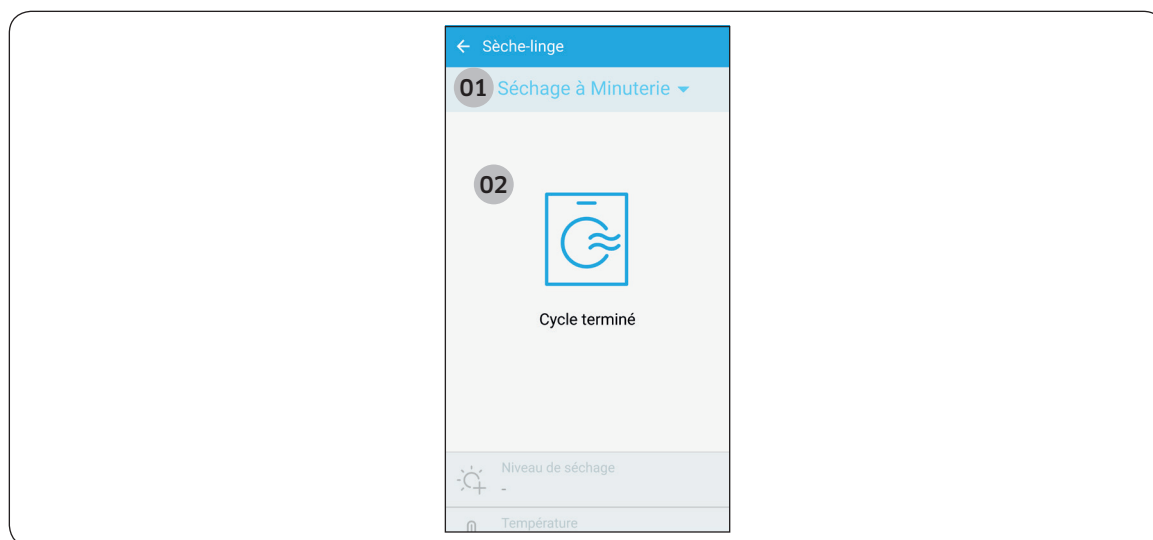 ← Sèche-linge
01 Séchage à Minuterie
02
Cycle terminé
Niveau de séchage
-
Température